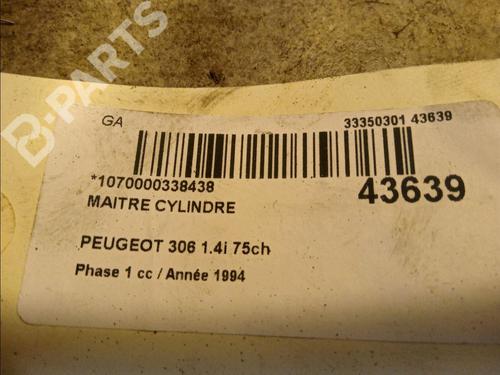 B-PARTS
GA
33350301 43639
*1070000338438
43639
MAITRE CYLINDRE
PEUGEOT 306 1.4i 75ch
Phase 1 cc / Année 1994